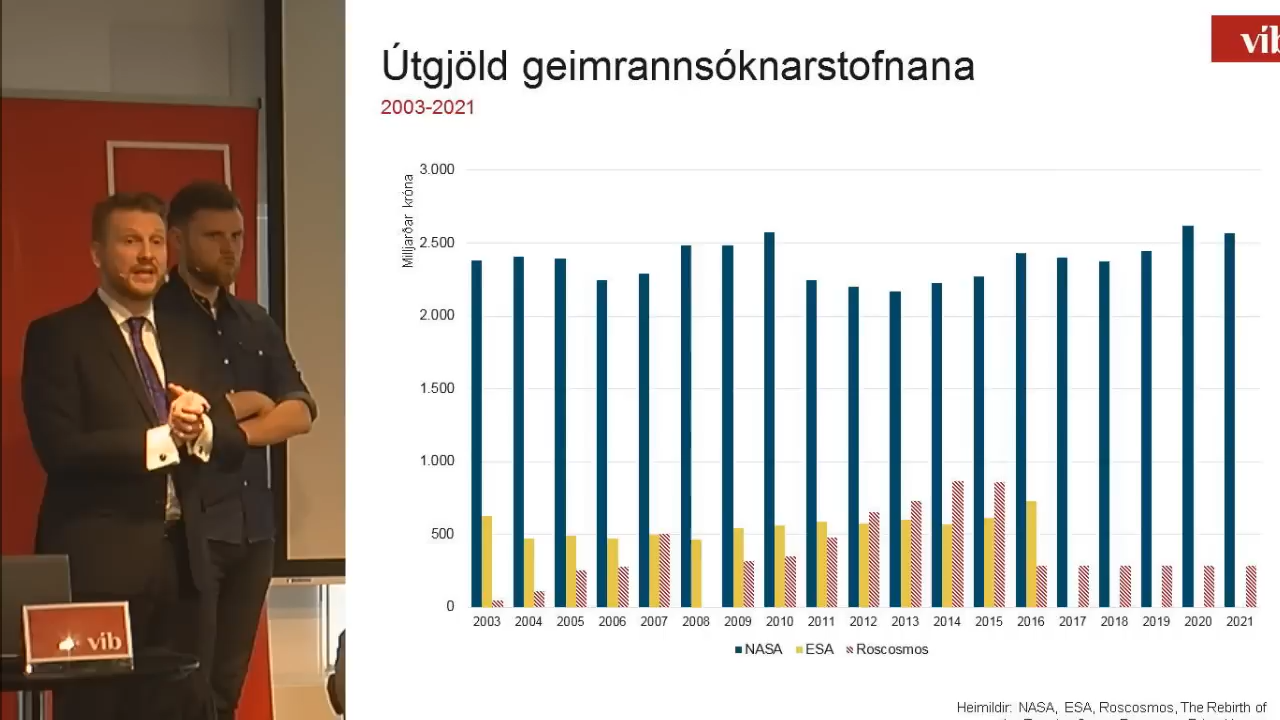 Útgjöld geimrannsóknarstofnana
2003-2021
Milljarðar króna
3.000
2.500
2.000
1.500
1.000
500
0
2003 2004 2005 2006 2007 2008 2009 2010 2011 2012 2013 2014 2015 2016 2017 2018 2019 2020 2021
NASA ESA Roscosmos
Heimildir: NASA, ESA, Roscosmos, The Rebirth of
víb